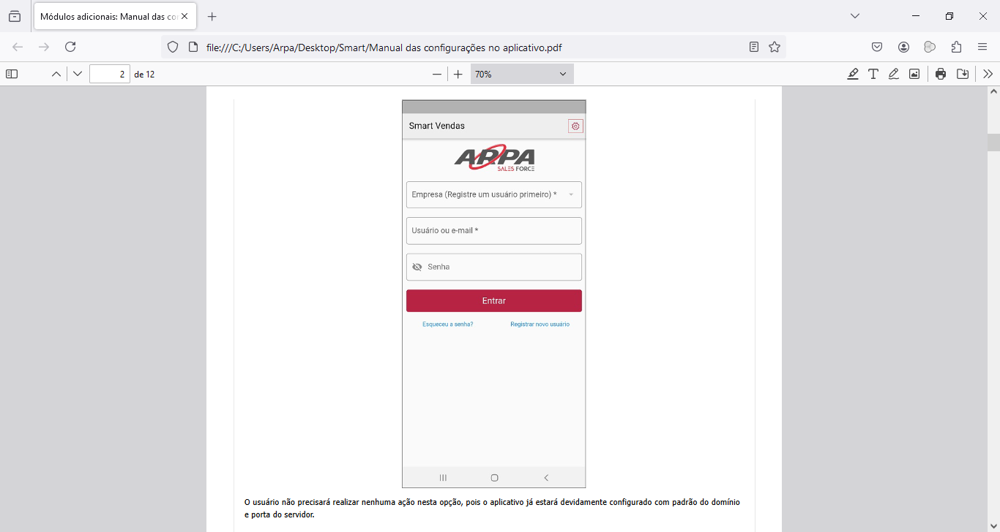 Módulos adicionais: Manual das co
file:///C:/Users/Arpa/Desktop/Smart/Manual das configurações no aplicativo.pdf
2 de 12
70%
Smart Vendas
ARPA
SALES FORCE
Empresa (Registre um usuário primeiro) *
Usuário ou e-mail *
Senha
Entrar
Esqueceu a senha? Registrar novo usuário
O usuário não precisará realizar nenhuma ação nesta opção, pois o aplicativo já estará devidamente configurado com padrão do domínio
e porta do servidor.